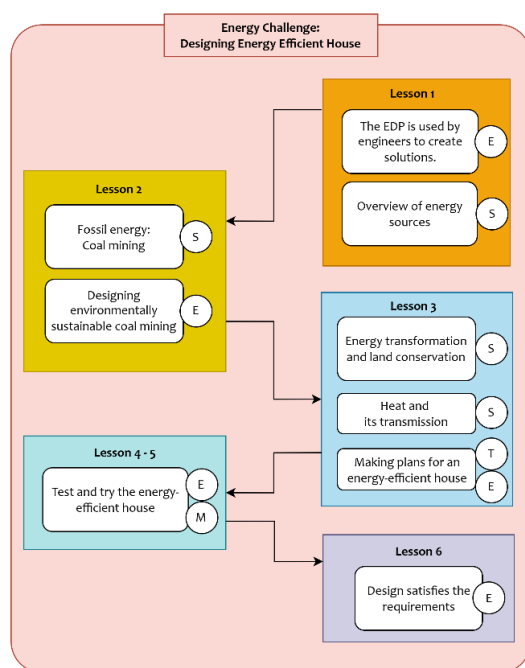 Energy Challenge:
Designing Energy Efficient House
Lesson 1
The EDP is used by
engineers to create
solutions.
E
Overview of energy
sources
S
Lesson 2
Fossil energy:
Coal mining
S
Designing
environmentally
sustainable coal mining
E
Lesson 3
Energy transformation
and land conservation
S
Heat and
its transmission
S
Making plans for an
energy-efficient house
T
E
Lesson 4 - 5
Test and try the energy-
efficient house
E
M
Lesson 6
Design satisfies the
requirements
E